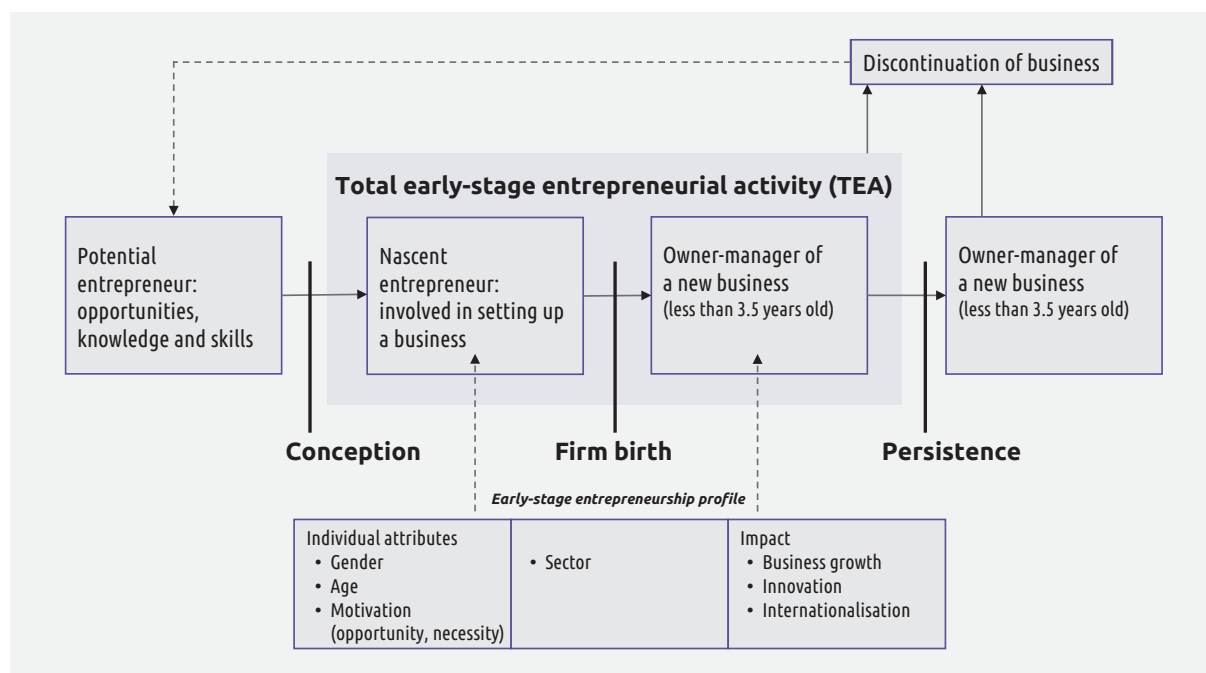 Discontinuation of business
Total early-stage entrepreneurial activity (TEA)
Potential
entrepreneur:
opportunities,
knowledge and skills
Nascent
entrepreneur:
involved in setting up
a business
Owner-manager of
a new business
(less than 3.5 years old)
Owner-manager of
a new business
(less than 3.5 years old)
Conception
Firm birth
Persistence
Early-stage entrepreneurship profile
Individual attributes
• Gender
• Age
• Motivation
(opportunity, necessity)
• Sector
Impact
• Business growth
• Innovation
• Internationalisation